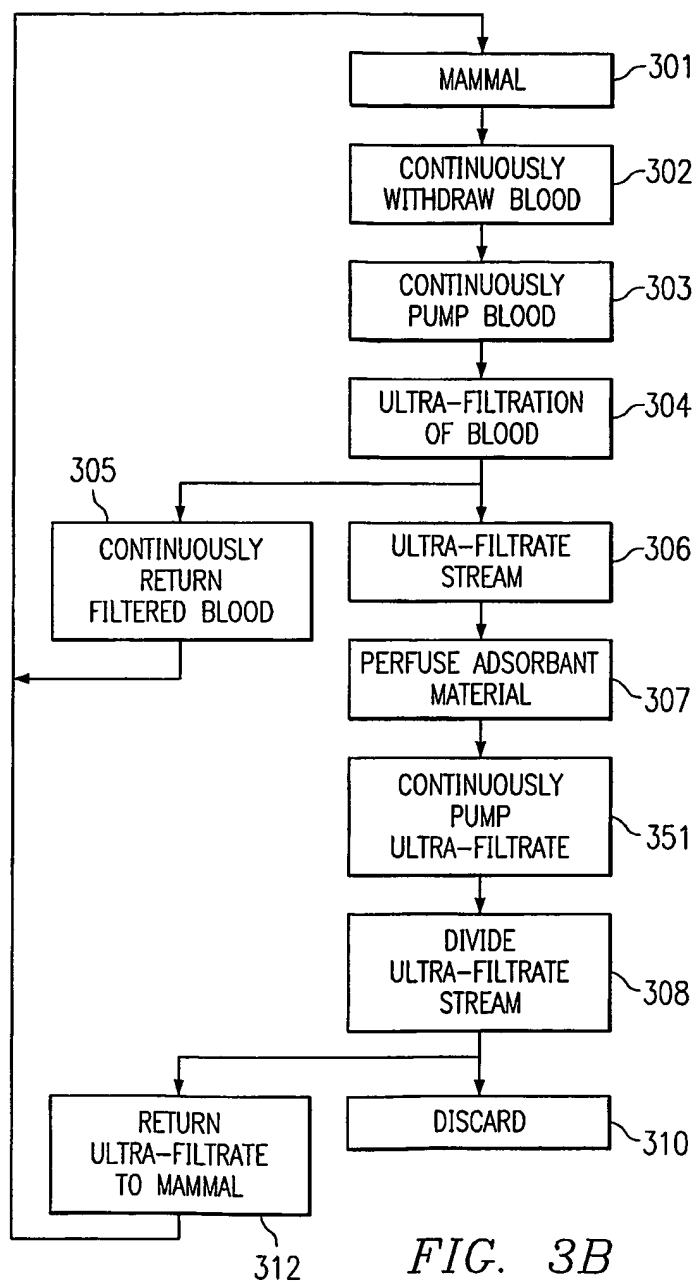 MAMMAL
301
CONTINUOUSLY
WITHDRAW BLOOD
302
CONTINUOUSLY
PUMP BLOOD
303
ULTRA-FILTRATION
OF BLOOD
304
305
CONTINUOUSLY
RETURN
FILTERED BLOOD
ULTRA-FILTRATE
STREAM
306
PERFUSE ADSORBANT
MATERIAL
307
CONTINUOUSLY
PUMP
ULTRA-FILTRATE
351
DIVIDE
ULTRA-FILTRATE
STREAM
308
RETURN
ULTRA-FILTRATE
TO MAMMAL
312
DISCARD
310
FIG. 3B